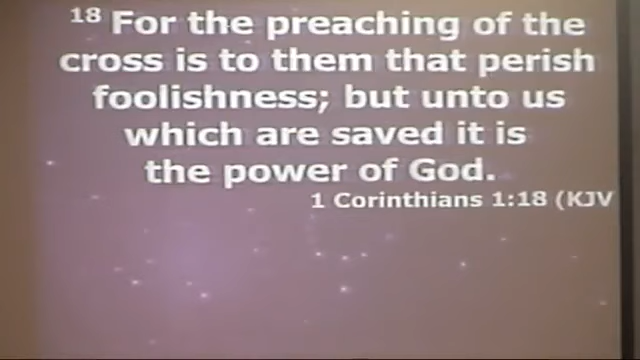 18 For the preaching of the
cross is to them that perish
foolishness; but unto us
which are saved it is
the power of God.
1 Corinthians 1:18 (KJV